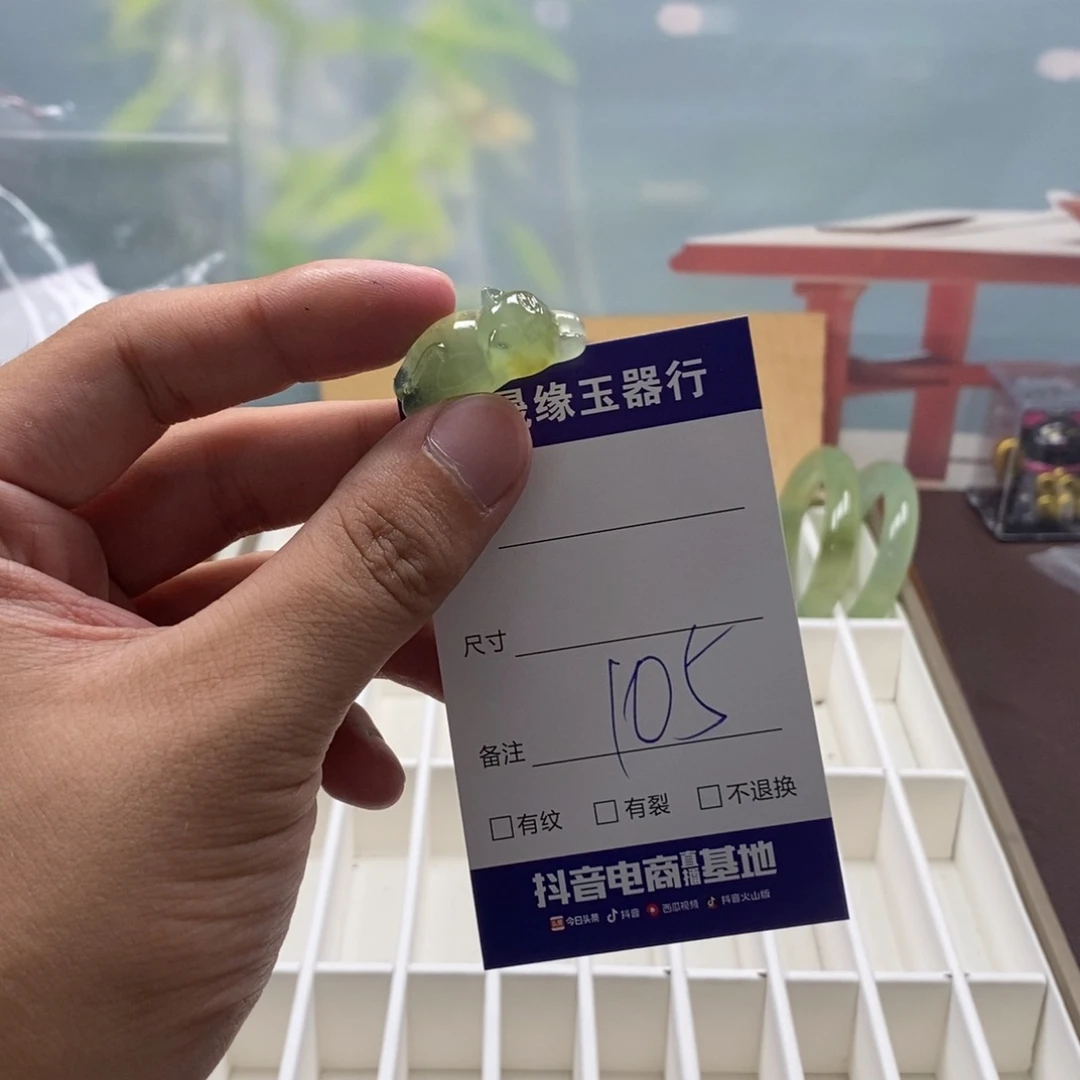 缘玉器行
尺寸
105
备注
□有纹 □有裂 □不退换
抖音电商直播基地
今日头条 抖音 西瓜视频 抖音火山版